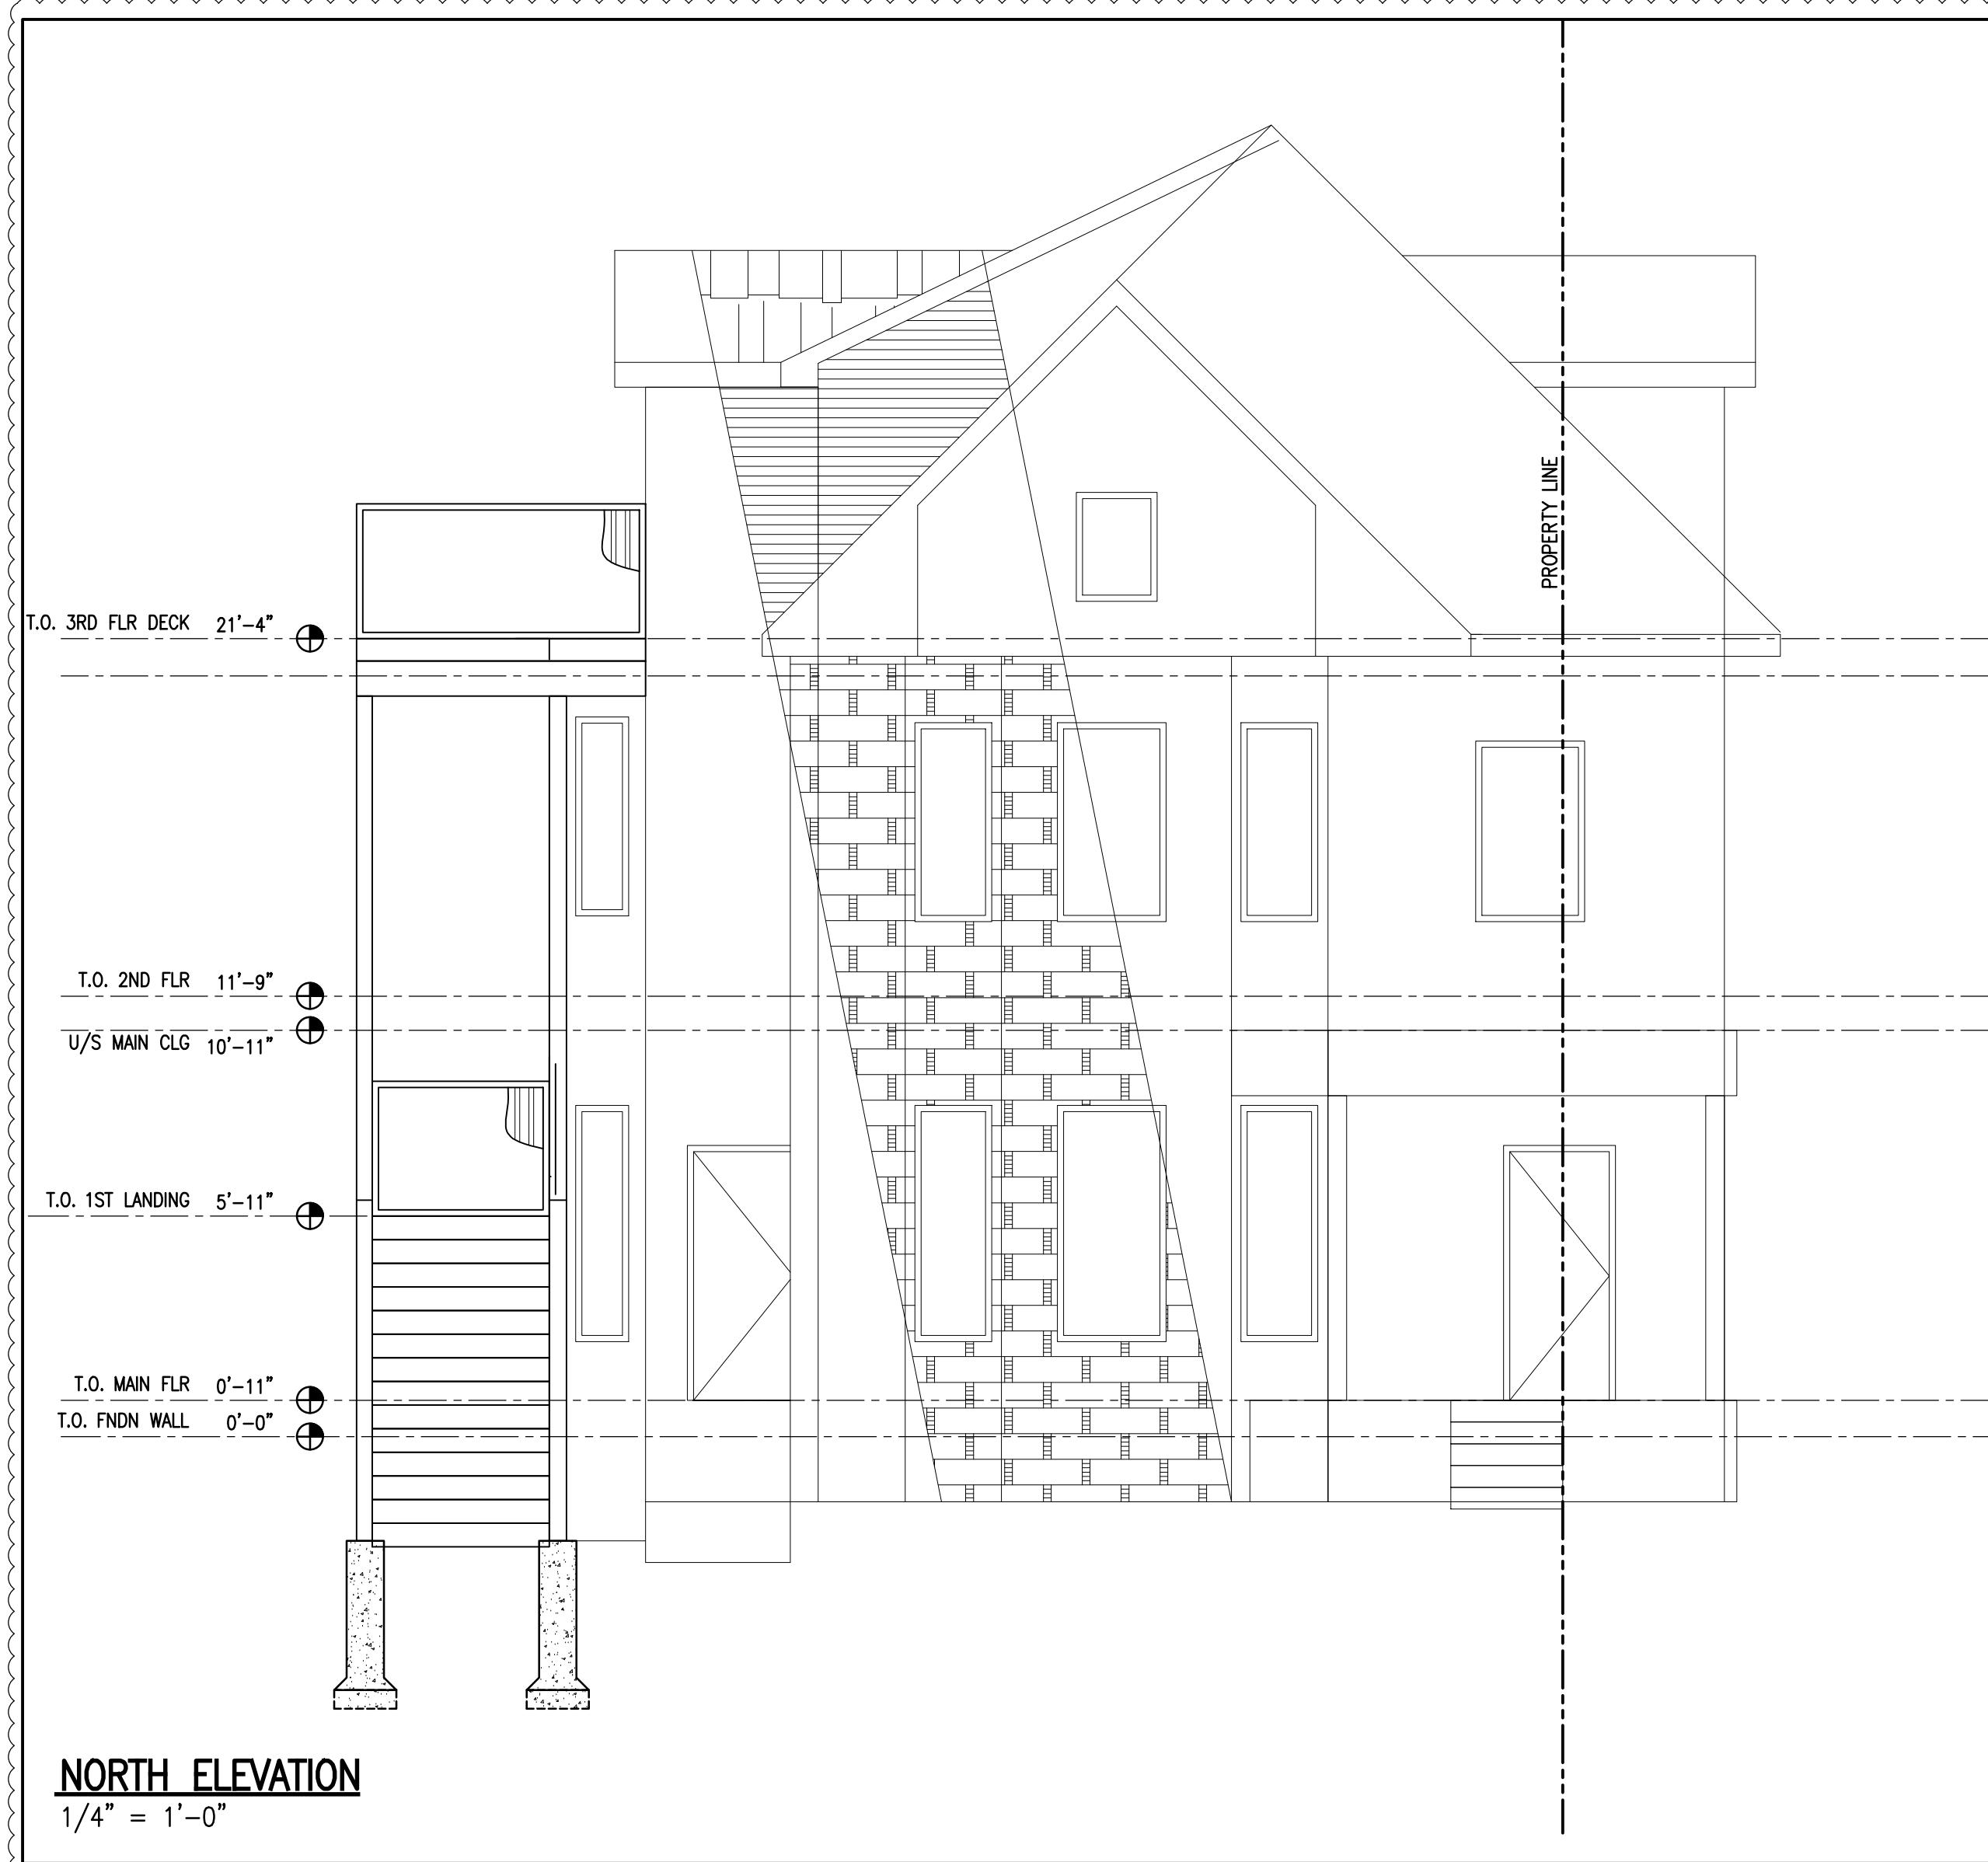 PROPERTY LINE
T.O. 3RD FLR DECK 21'-4"
T.O. 2ND FLR 11'-9"
U/S MAIN CLG 10'-11"
T.O. 1ST LANDING 5'-11"
T.O. MAIN FLR 0'-11"
T.O. FNDN WALL 0'-0"
NORTH ELEVATION
1/4" = 1'-0"